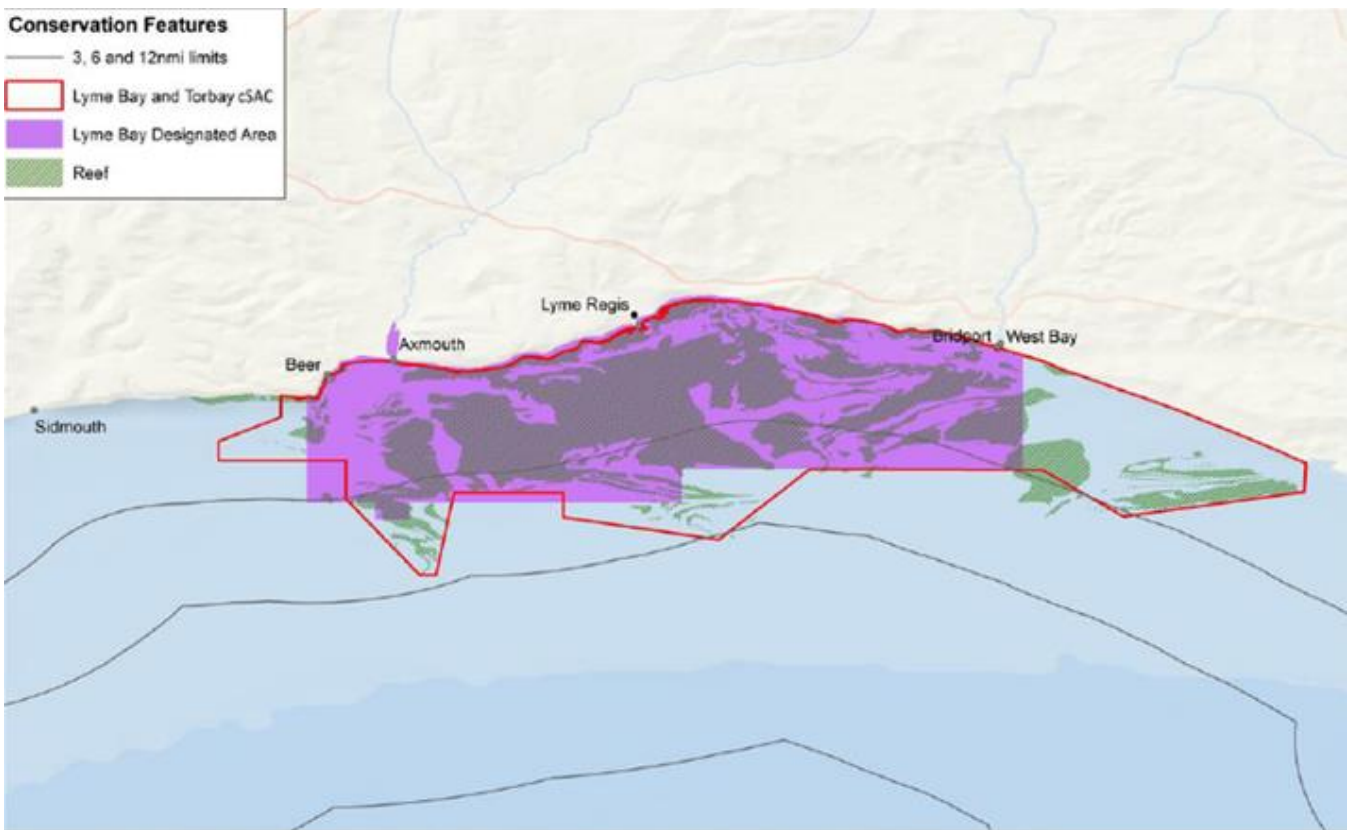 Conservation Features
3, 6 and 12nmi limits
Lyme Bay and Torbay cSAC
Lyme Bay Designated Area
Reef
Lyme Regis
Bridport West Bay
Axmouth
Beer
Sidmouth